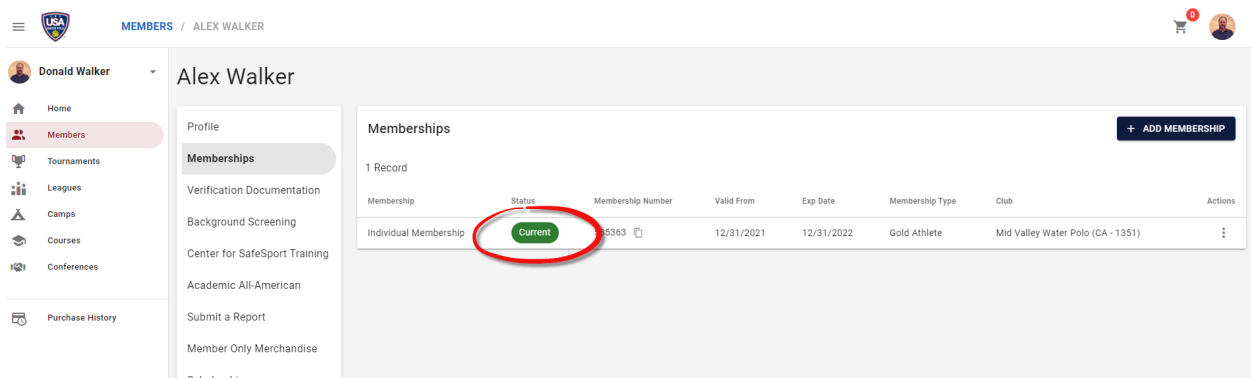 USA
MEMBERS / ALEX WALKER
0
Donald Walker
Home
Members
Tournaments
Leagues
Camps
Courses
Conferences
Purchase History
Alex Walker
Profile
Memberships
Verification Documentation
Background Screening
Center for SafeSport Training
Academic All-American
Submit a Report
Member Only Merchandise
Memberships
+ ADD MEMBERSHIP
1 Record
Membership Status Membership Number Valid From Exp Date Membership Type Club Actions
Individual Membership Current 12/31/2021 12/31/2022 Gold Athlete Mid Valley Water Polo (CA - 1351)